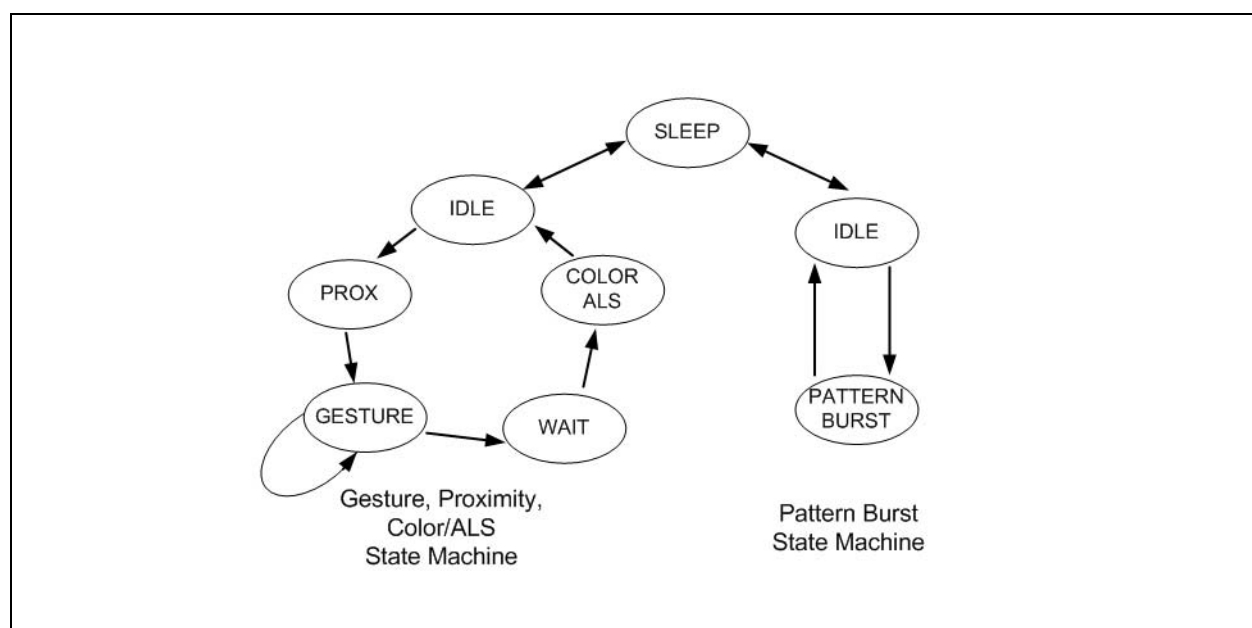 SLEEP
IDLE
IDLE
PROX
COLOR
ALS
GESTURE
WAIT
PATTERN
BURST
Gesture, Proximity,
Color/ALS
State Machine
Pattern Burst
State Machine